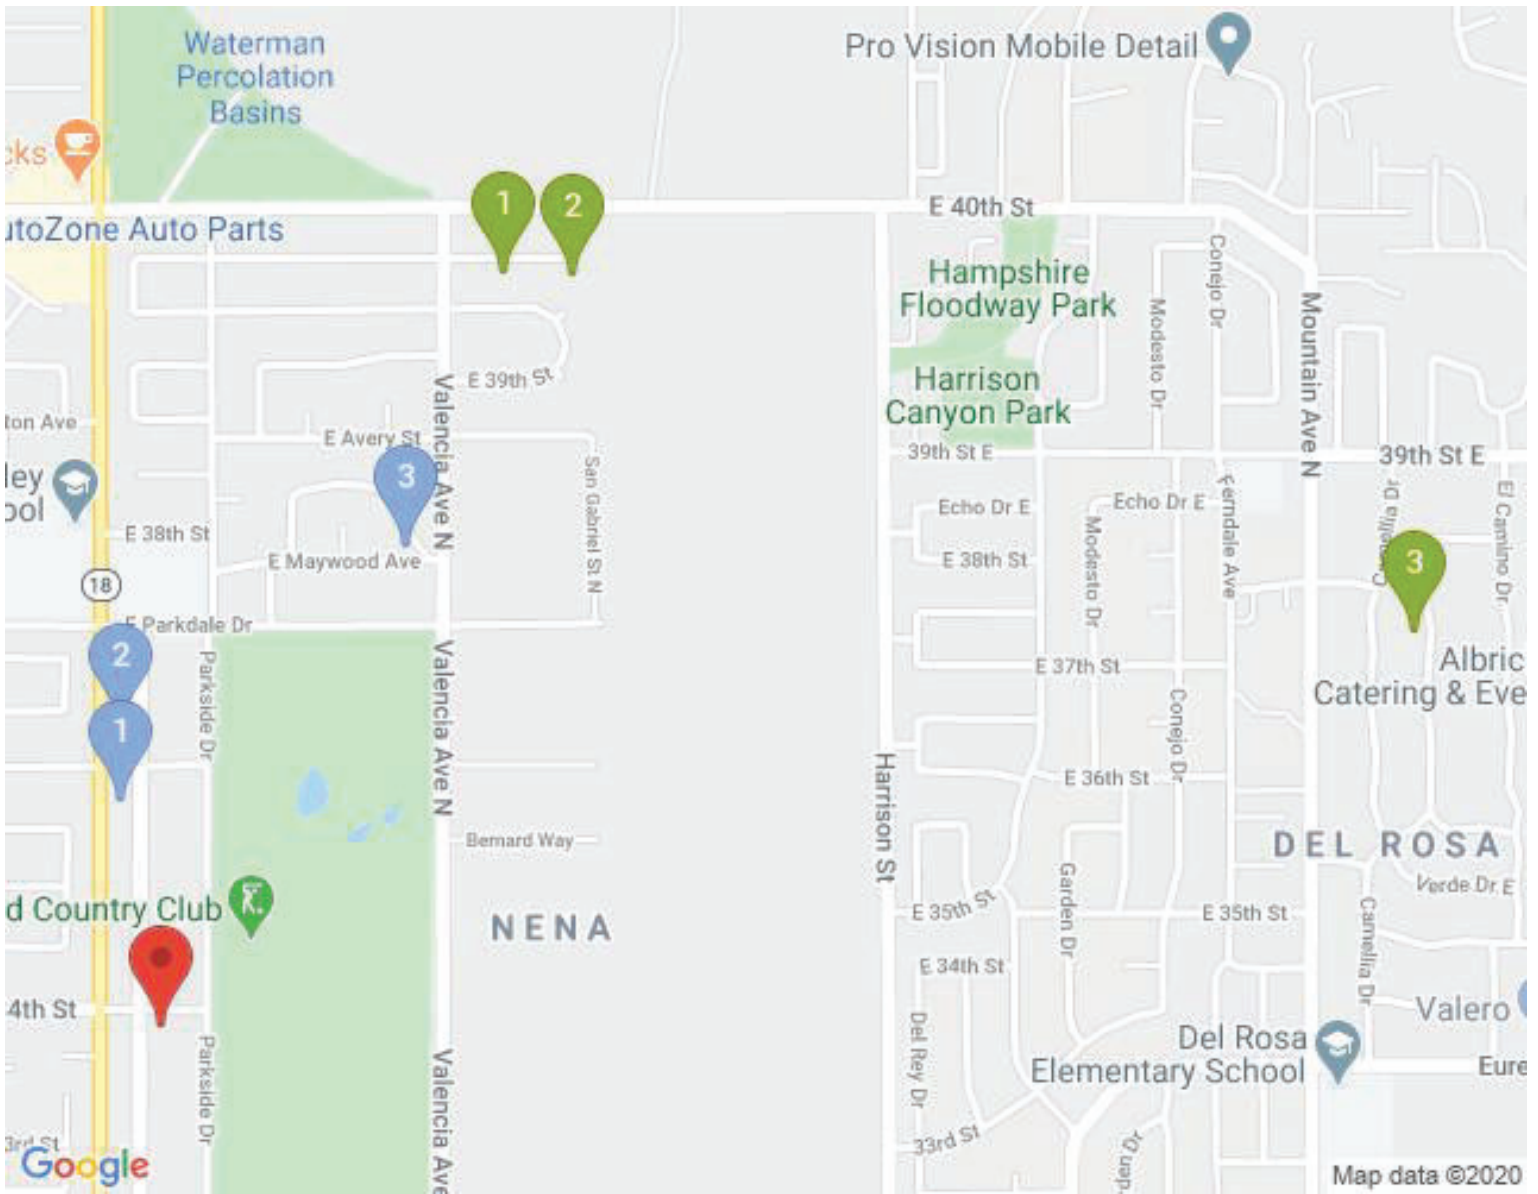 Waterman
Percolation
Basins
Pro Vision Mobile Detail
cks
1
2
E 40th St
utoZone Auto Parts
Hampshire
Floodway Park
Conejo Dr
Modesto Dr
Mountain Ave N
E 39th St
Valencia Ave N
Harrison
Canyon Park
ton Ave
E Avery St
39th St E
39th St E
ley
ool
3
San Gabriel St N
Echo Dr E
Echo Dr E
Ferndale Ave
El Camino Dr
E 38th St
Modesto Dr
E Maywood Ave
E 38th St
3
18
E Parkdale Dr
2
Parkside Dr
Valencia Ave N
E 37th St
Albric
Catering & Eve
Conejo Dr
1
Harrison St
E 36th St
Bernard Way
DEL ROSA
Garden Dr
Verde Dr E
d Country Club
NENA
E 35th St
E 35th St
Camellia Dr
E 34th St
4th St
Valero
Del Rey Dr
Del Rosa
Elementary School
Parkside Dr
Valencia Ave
Eure
33rd St
3rd St
den Dr
Google
Map data ©2020